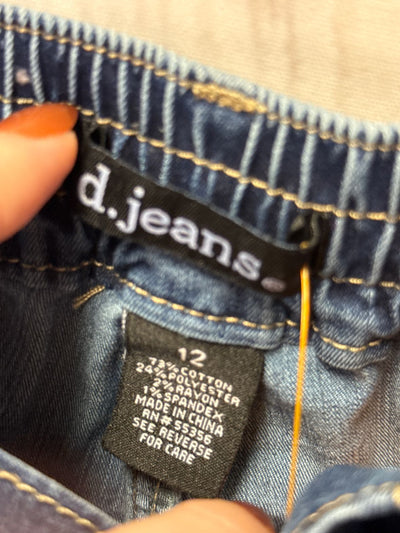 d.jeans.
12
73% COTTON
24% POLYESTER
2% RAYON
1% SPANDEX
MADE IN CHINA
RN# 55356
SEE REVERSE
FOR CARE